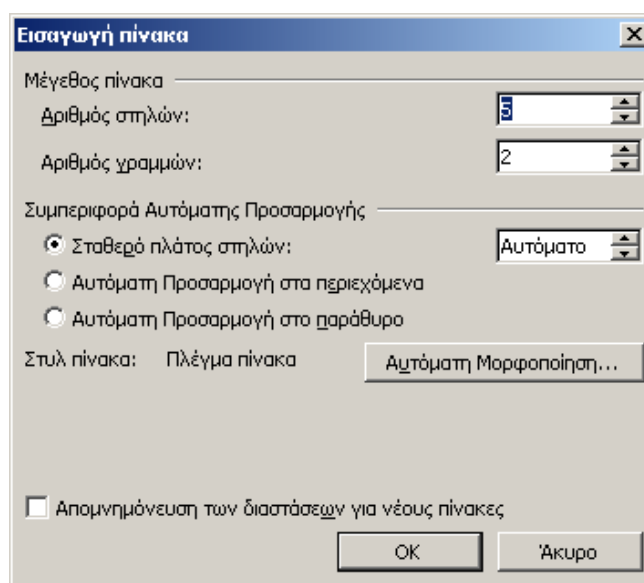 Εισαγωγή πίνακα
Μέγεθος πίνακα
Αριθμός στηλών: 5
Αριθμός γραμμών: 2
Συμπεριφορά Αυτόματης Προσαρμογής
Σταθερό πλάτος στηλών: Αυτόματο
Αυτόματη Προσαρμογή στα περιεχόμενα
Αυτόματη Προσαρμογή στο παράθυρο
Στυλ πίνακα: Πλέγμα πίνακα Αυτόματη Μορφοποίηση...
Απομνημόνευση των διαστάσεων για νέους πίνακες
OK Άκυρο